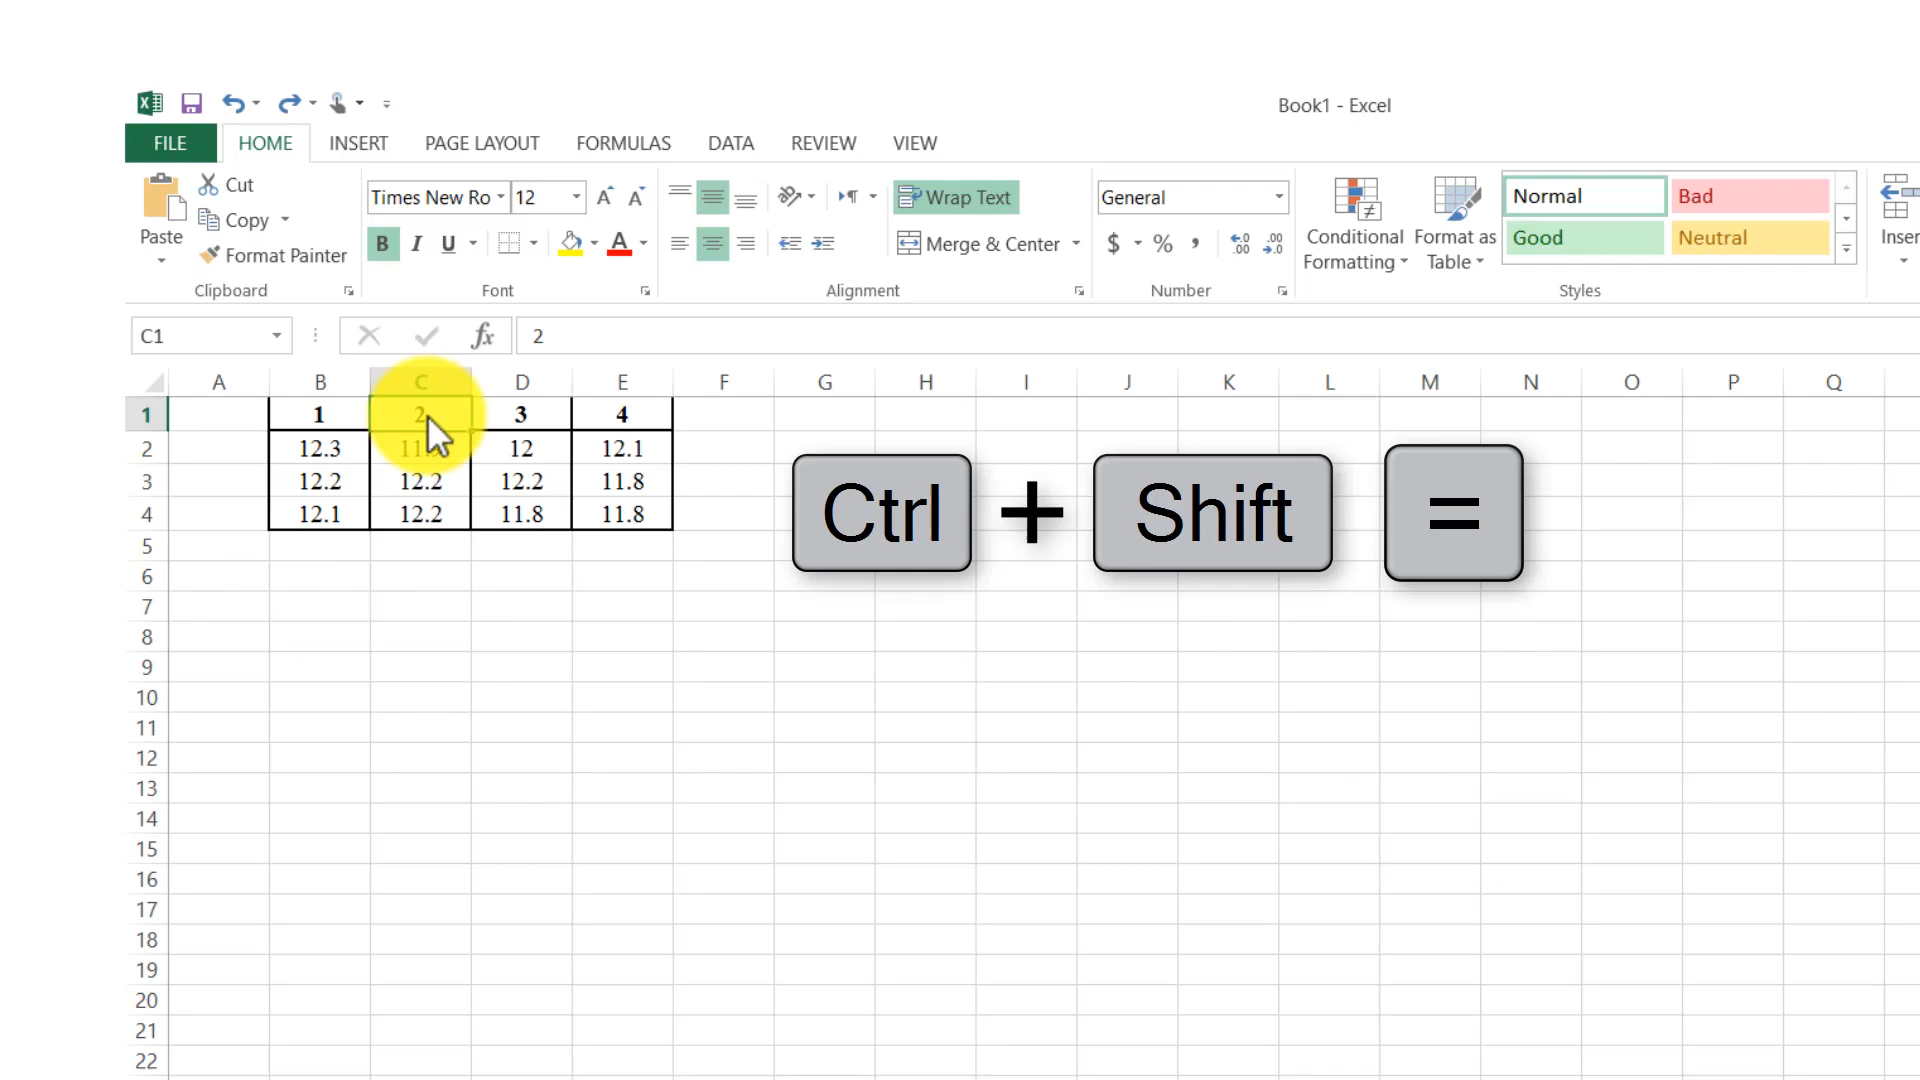 Book1 - Excel
FILE HOME INSERT PAGE LAYOUT FORMULAS DATA REVIEW VIEW
Cut
Copy
Format Painter
Paste
Clipboard
Times New Ro 12
B I U A
Font
Wrap Text
Merge & Center
Alignment
General
$ % ,
Number
Conditional
Formatting
Format as
Table
Normal Bad
Good Neutral
Styles
C1 fx 2
A B C D E F G H I J K L M N O P Q
1 1 2 3 4
2 12.3 12 12.1
3 12.2 12.2 12.2 11.8
4 12.1 12.2 11.8 11.8
5
6
7
8
9
10
11
12
13
14
15
16
17
18
19
20
21
22
Ctrl + Shift =